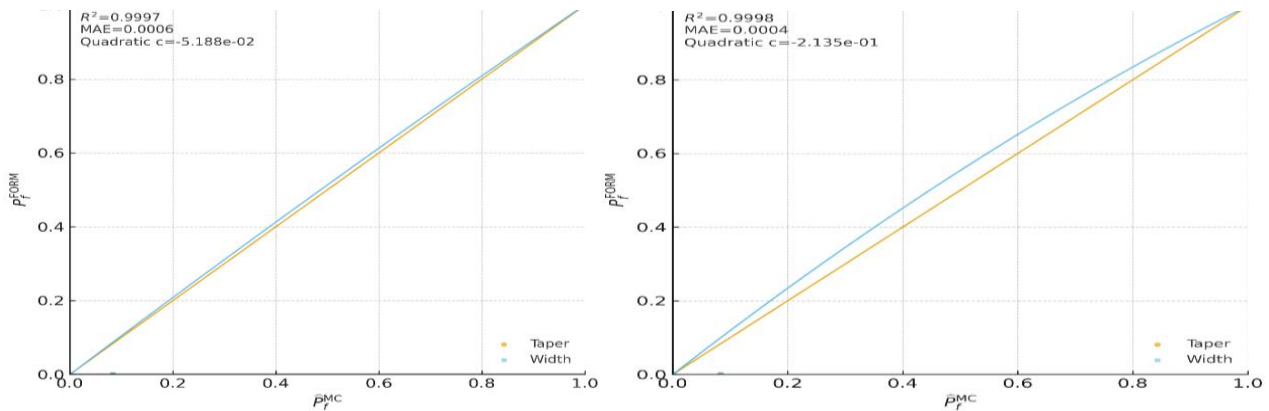 R²=0.9997
MAE=0.0006
Quadratic c=-5.188e-02
0.8
0.6
0.4
0.2
0.0
0.0 0.2 0.4 0.6 0.8 1.0
P_f^FORM
P̂_f^MC
Taper
Width
R²=0.9998
MAE=0.0004
Quadratic c=-2.135e-01
0.8
0.6
0.4
0.2
0.0
0.0 0.2 0.4 0.6 0.8 1.0
P_f^FORM
P̂_f^MC
Taper
Width